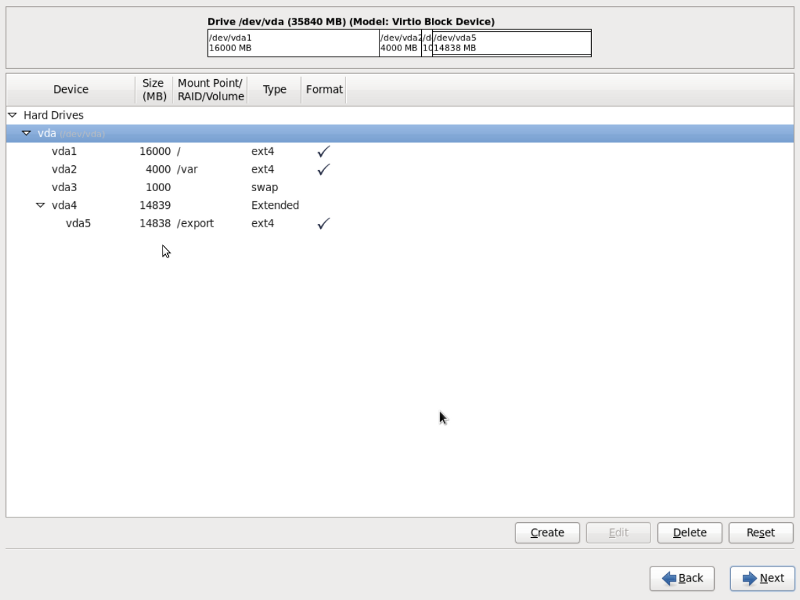 Drive /dev/vda (35840 MB) (Model: Virtio Block Device)
/dev/vda1 /dev/vda2 /d /dev/vda5
16000 MB 4000 MB 10 14838 MB
Device Size (MB) Mount Point/ RAID/Volume Type Format
Hard Drives
vda (/dev/vda)
vda1 16000 / ext4
vda2 4000 /var ext4
vda3 1000 swap
vda4 14839 Extended
vda5 14838 /export ext4
Create Edit Delete Reset
Back Next